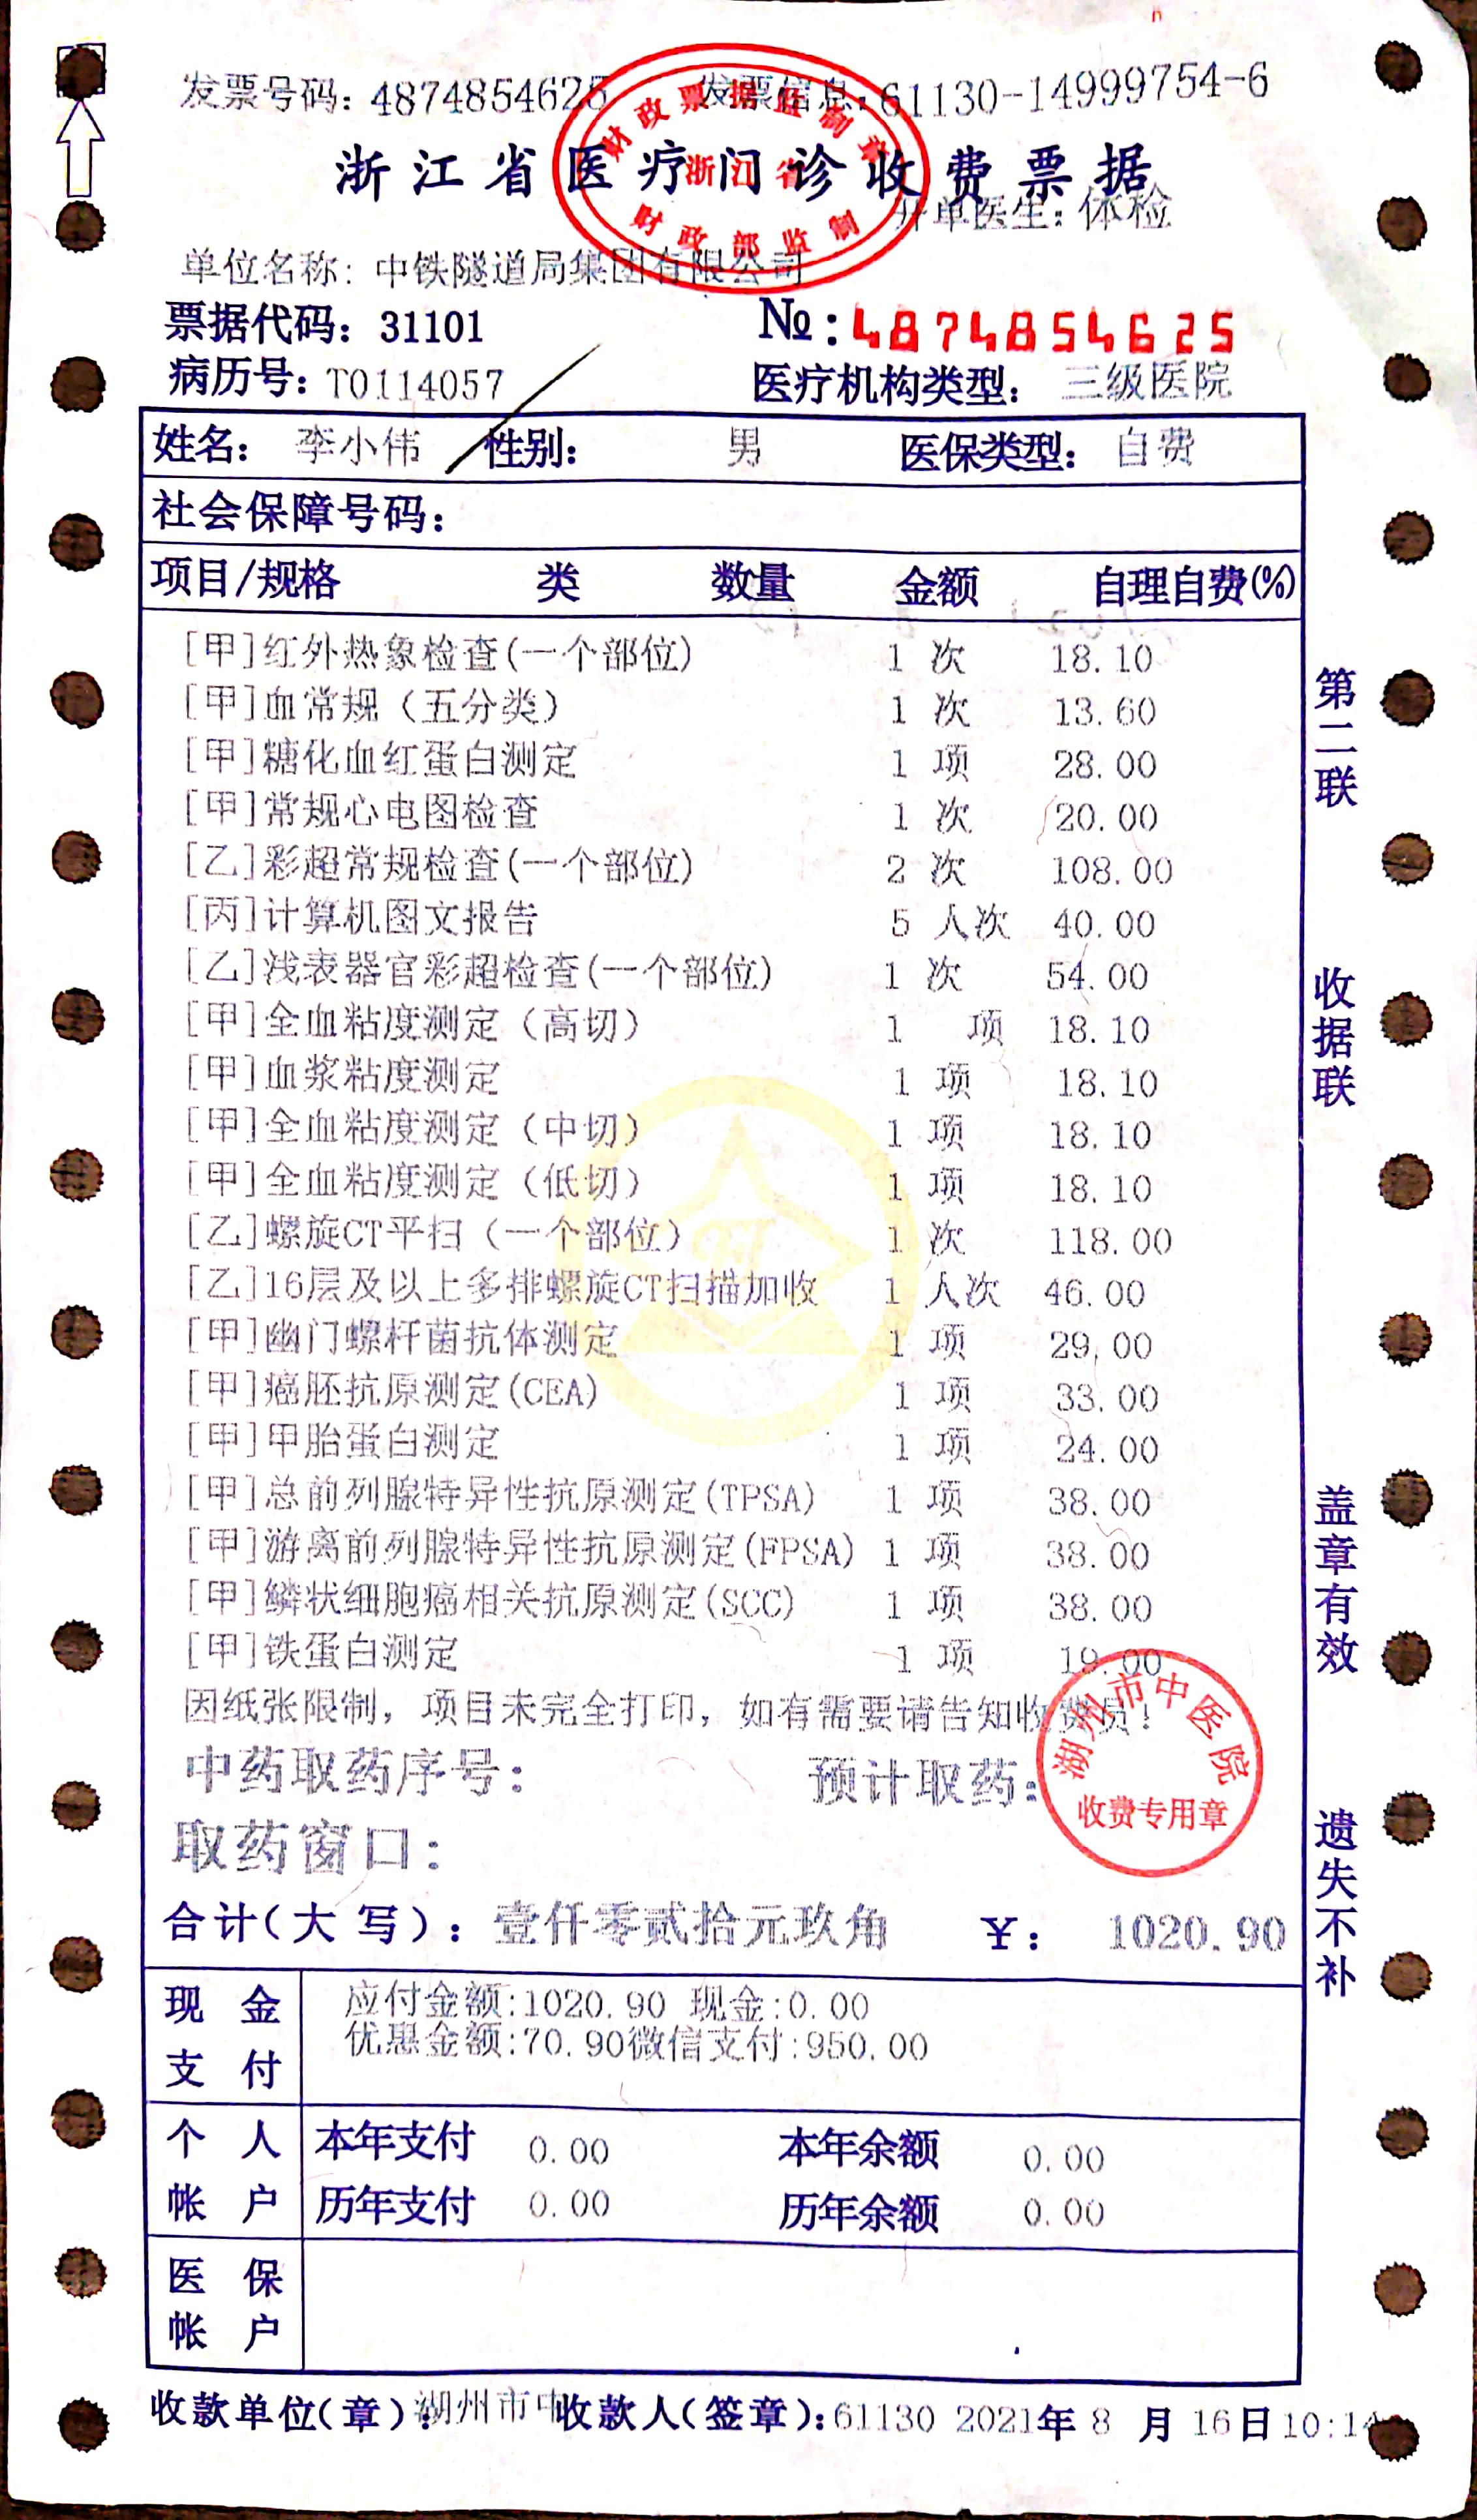 发票号码: 4874854625 发票信息: 61130-14999754-6
财政票据监制章
浙江省
财政部监制
浙江省医疗门诊收费票据
开单医生: 体检
单位名称: 中铁隧道局集团有限公司
票据代码: 31101 №: 4874854625
病历号: T0114057 医疗机构类型: 三级医院
姓名: 李小伟 性别: 男 医保类型: 自费
社会保障号码:
项目/规格 类 数量 金额 自理自费(%)
[甲]红外热象检查(一个部位) 1 次 18.10
[甲]血常规（五分类） 1 次 13.60
[甲]糖化血红蛋白测定 1 项 28.00
[甲]常规心电图检查 1 次 20.00
[乙]彩超常规检查(一个部位) 2 次 108.00
[丙]计算机图文报告 5 人次 40.00
[乙]浅表器官彩超检查(一个部位) 1 次 54.00
[甲]全血粘度测定（高切） 1 项 18.10
[甲]血浆粘度测定 1 项 18.10
[甲]全血粘度测定（中切） 1 项 18.10
[甲]全血粘度测定（低切） 1 项 18.10
[乙]螺旋CT平扫（一个部位） 1 次 118.00
[乙]16层及以上多排螺旋CT扫描加收 1 人次 46.00
[甲]幽门螺杆菌抗体测定 1 项 29.00
[甲]癌胚抗原测定(CEA) 1 项 33.00
[甲]甲胎蛋白测定 1 项 24.00
[甲]总前列腺特异性抗原测定(TPSA) 1 项 38.00
[甲]游离前列腺特异性抗原测定(FPSA) 1 项 38.00
[甲]鳞状细胞癌相关抗原测定(SCC) 1 项 38.00
[甲]铁蛋白测定 1 项 19.00
因纸张限制, 项目未完全打印, 如有需要请告知收费员!
中药取药序号: 预计取药:
湖州市中医院
收费专用章
取药窗口:
合计(大写): 壹仟零贰拾元玖角 ¥: 1020.90
现金支付 应付金额:1020.90 现金:0.00
优惠金额:70.90微信支付:950.00
个人帐户 本年支付 0.00 本年余额 0.00
历年支付 0.00 历年余额 0.00
医保帐户
收款单位(章): 湖州市中 收款人(签章): 61130 2021年 8 月 16日10:14
第二联
收据联
盖章有效
遗失不补